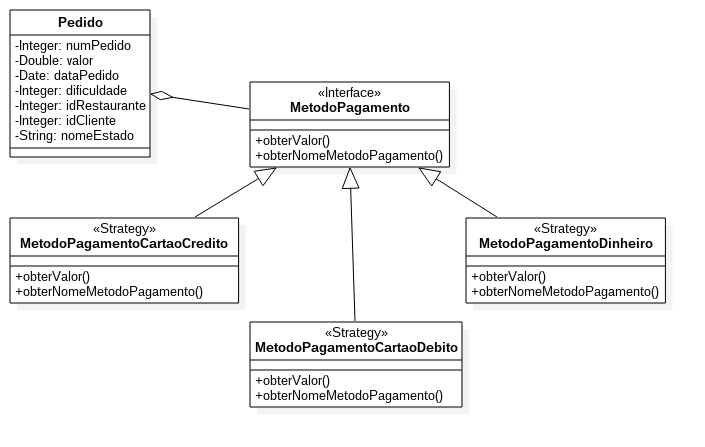 Pedido
-Integer: numPedido
-Double: valor
-Date: dataPedido
-Integer: dificuldade
-Integer: idRestaurante
-Integer: idCliente
-String: nomeEstado
«Interface»
MetodoPagamento
+obterValor()
+obterNomeMetodoPagamento()
«Strategy»
MetodoPagamentoCartaoCredito
+obterValor()
+obterNomeMetodoPagamento()
«Strategy»
MetodoPagamentoDinheiro
+obterValor()
+obterNomeMetodoPagamento()
«Strategy»
MetodoPagamentoCartaoDebito
+obterValor()
+obterNomeMetodoPagamento()